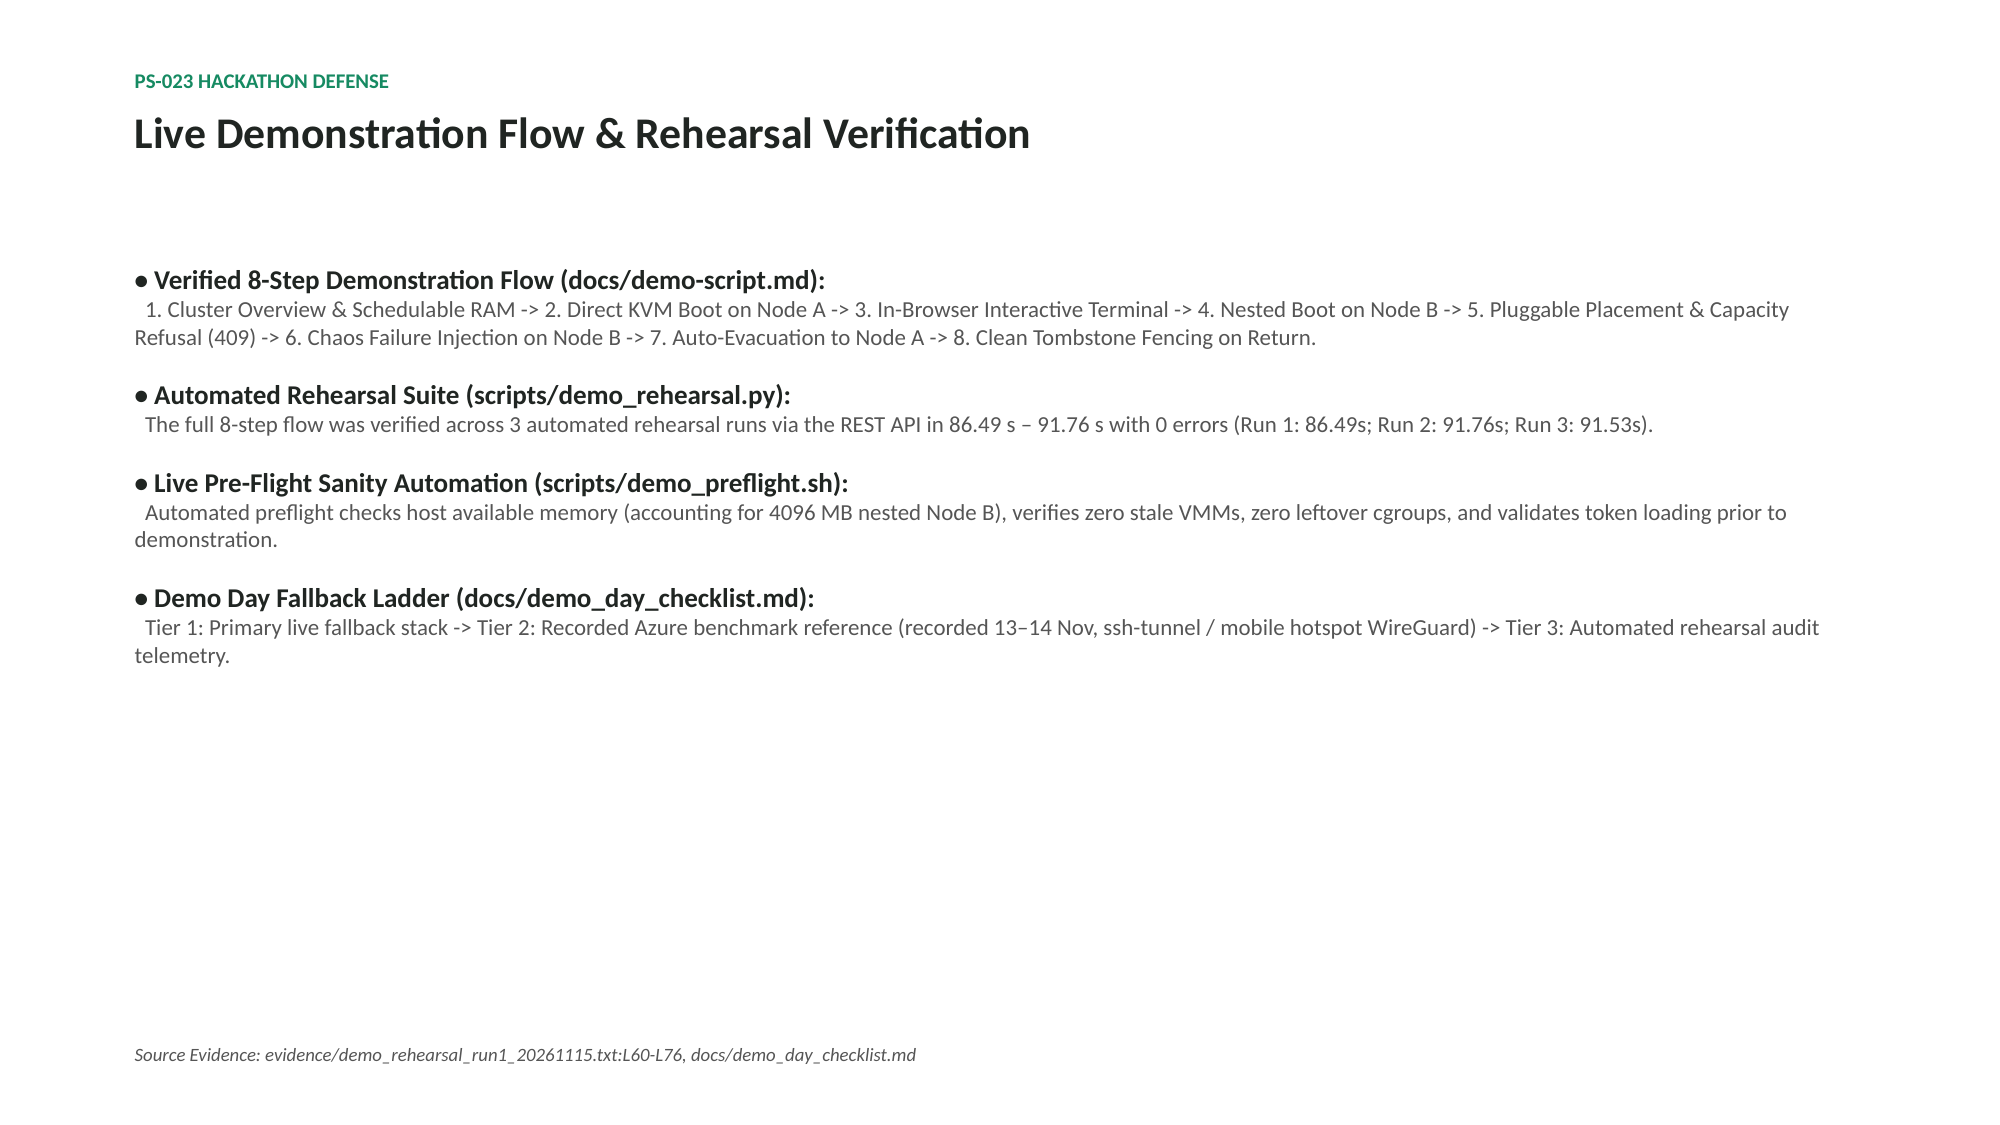 PS-023 HACKATHON DEFENSE
Live Demonstration Flow & Rehearsal Verification
● Verified 8-Step Demonstration Flow (docs/demo-script.md):
1. Cluster Overview & Schedulable RAM -> 2. Direct KVM Boot on Node A -> 3. In-Browser Interactive Terminal -> 4. Nested Boot on Node B -> 5. Pluggable Placement & Capacity
Refusal (409) -> 6. Chaos Failure Injection on Node B -> 7. Auto-Evacuation to Node A -> 8. Clean Tombstone Fencing on Return.
● Automated Rehearsal Suite (scripts/demo_rehearsal.py):
The full 8-step flow was verified across 3 automated rehearsal runs via the REST API in 86.49 s – 91.76 s with 0 errors (Run 1: 86.49s; Run 2: 91.76s; Run 3: 91.53s).
● Live Pre-Flight Sanity Automation (scripts/demo_preflight.sh):
Automated preflight checks host available memory (accounting for 4096 MB nested Node B), verifies zero stale VMMs, zero leftover cgroups, and validates token loading prior to
demonstration.
● Demo Day Fallback Ladder (docs/demo_day_checklist.md):
Tier 1: Primary live fallback stack -> Tier 2: Recorded Azure benchmark reference (recorded 13–14 Nov, ssh-tunnel / mobile hotspot WireGuard) -> Tier 3: Automated rehearsal audit
telemetry.
Source Evidence: evidence/demo_rehearsal_run1_20261115.txt:L60-L76, docs/demo_day_checklist.md